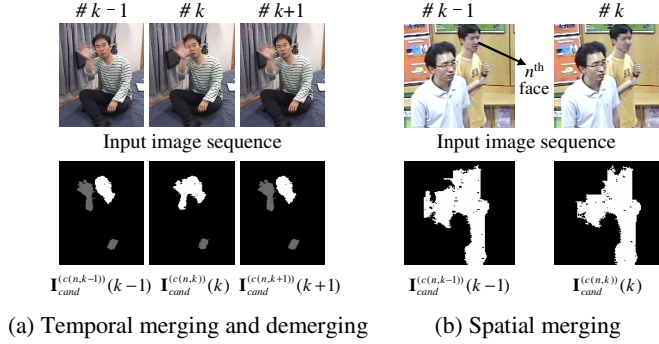 # k − 1 # k # k+1 # k − 1 # k
nᵗʰ
face
Input image sequence Input image sequence
I_cand^(c(n,k−1))(k−1) I_cand^(c(n,k))(k) I_cand^(c(n,k+1))(k+1) I_cand^(c(n,k−1))(k−1) I_cand^(c(n,k))(k)
(a) Temporal merging and demerging (b) Spatial merging